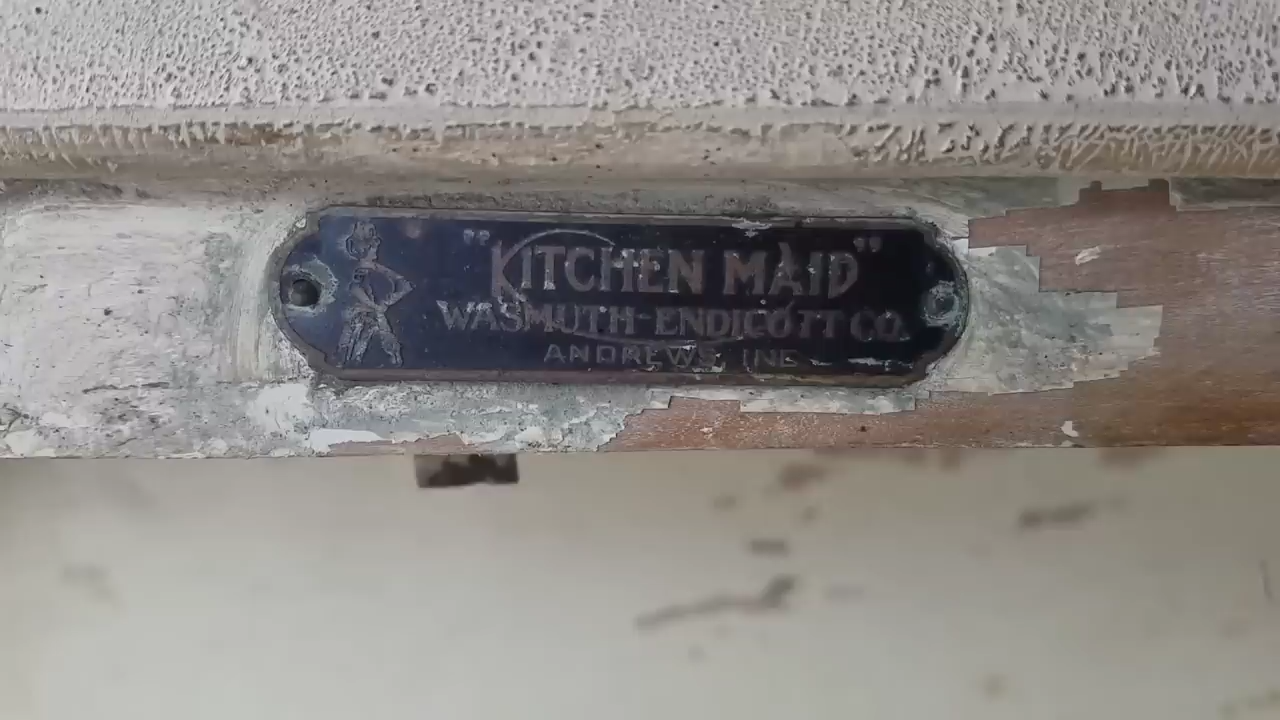 "KITCHEN MAID"
WASMUTH-ENDICOTT CO.
ANDREWS, IND